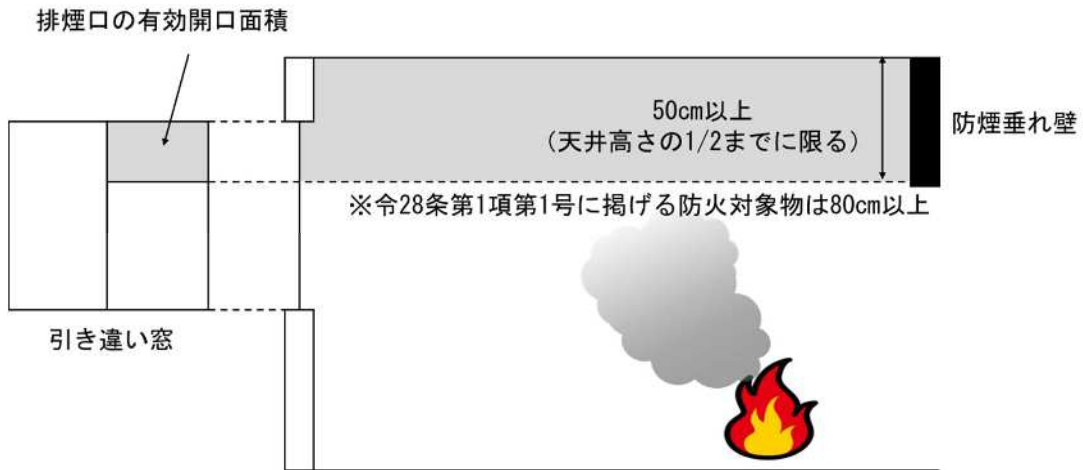 排煙口の有効開口面積
50cm以上
(天井高さの1/2までに限る)
防煙垂れ壁
※令28条第1項第1号に掲げる防火対象物は80cm以上
引き違い窓